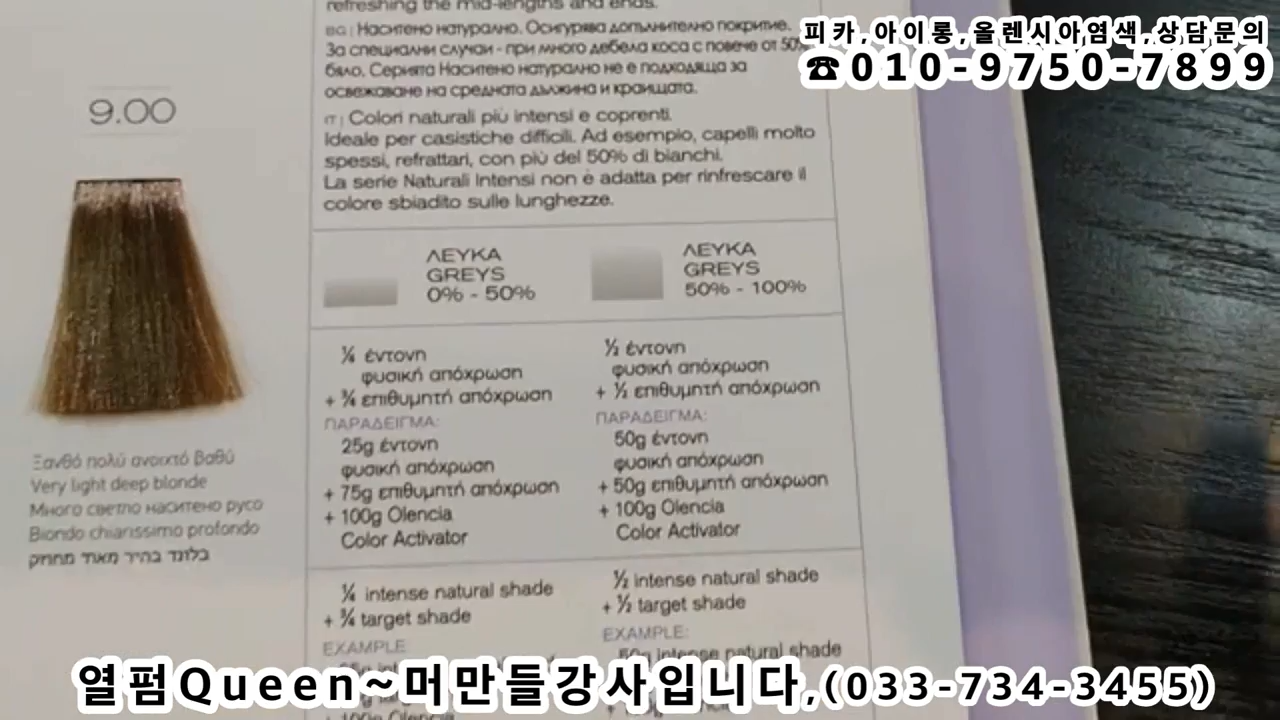 피카,아이롱,올렌시아염색,상담문의
☎010-9750-7899
refreshing the mid-lengths and ends.
BG | Наситено натурално. Осигурява допълнително покритие.
За специални случаи - при много дебела коса с повече от 50%
бяло. Серията Наситено натурално не е подходяща за
освежаване на средната дължина и краищата.
IT | Colori naturali più intensi e coprenti.
Ideale per casistiche difficili. Ad esempio, capelli molto
spessi, refrattari, con più del 50% di bianchi.
La serie Naturali Intensi non è adatta per rinfrescare il
colore sbiadito sulle lunghezze.
9.00
Ξανθό πολύ ανοιχτό βαθύ
Very light deep blonde
Много светло наситено русо
Biondo chiarissimo profondo
בלונד בהיר מאוד מחוזק
ΛΕΥΚΑ
GREYS
0% - 50%
ΛΕΥΚΑ
GREYS
50% - 100%
¼ έντονη
φυσική απόχρωση
+ ¾ επιθυμητή απόχρωση
ΠΑΡΑΔΕΙΓΜΑ:
25g έντονη
φυσική απόχρωση
+ 75g επιθυμητή απόχρωση
+ 100g Olencia
Color Activator
½ έντονη
φυσική απόχρωση
+ ½ επιθυμητή απόχρωση
ΠΑΡΑΔΕΙΓΜΑ:
50g έντονη
φυσική απόχρωση
+ 50g επιθυμητή απόχρωση
+ 100g Olencia
Color Activator
¼ intense natural shade
+ ¾ target shade
EXAMPLE:
½ intense natural shade
+ ½ target shade
EXAMPLE:
50g intense natural shade
열펌Queen~머만들강사입니다,(033-734-3455)